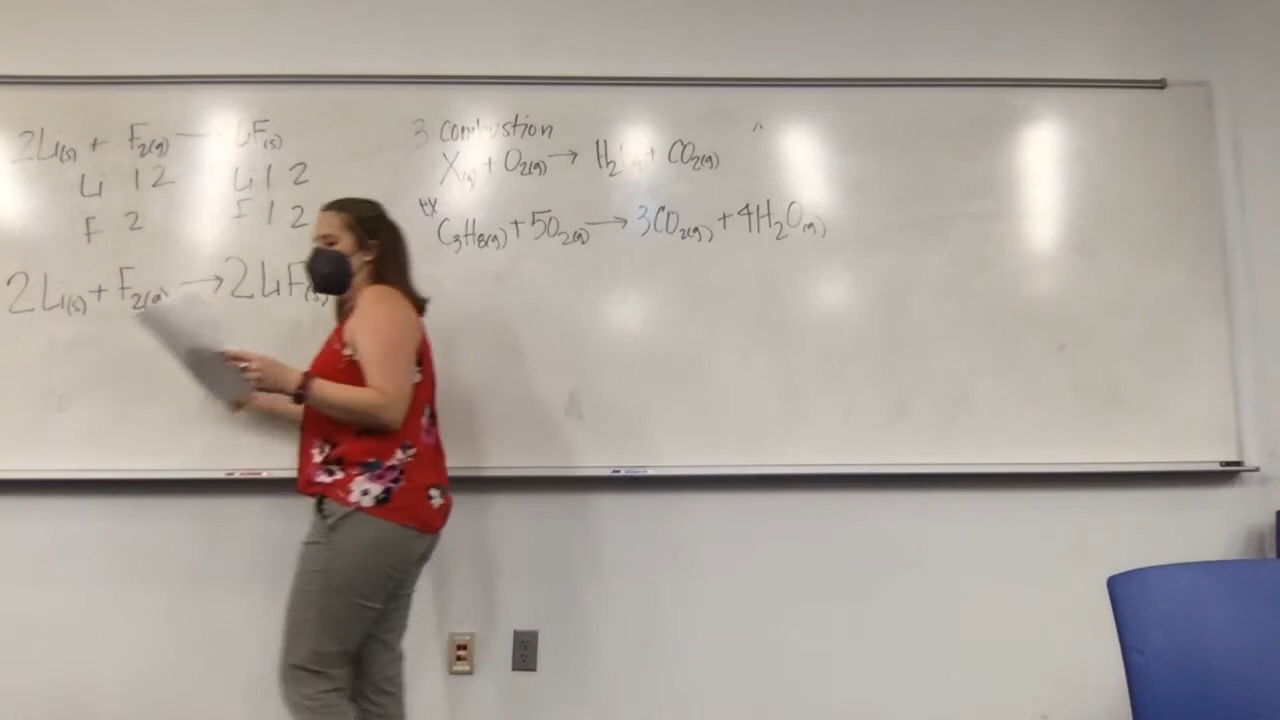 2Li(s) + F2(g) → LiF(s)
Li 1 2 Li 1 2
F 2 F 1 2
2Li(s) + F2(g) → 2LiF(s)
3. Combustion
X(g) + O2(g) → H2 + CO2(g)
ex
C3H8(g) + 5O2(g) → 3CO2(g) + 4H2O(g)